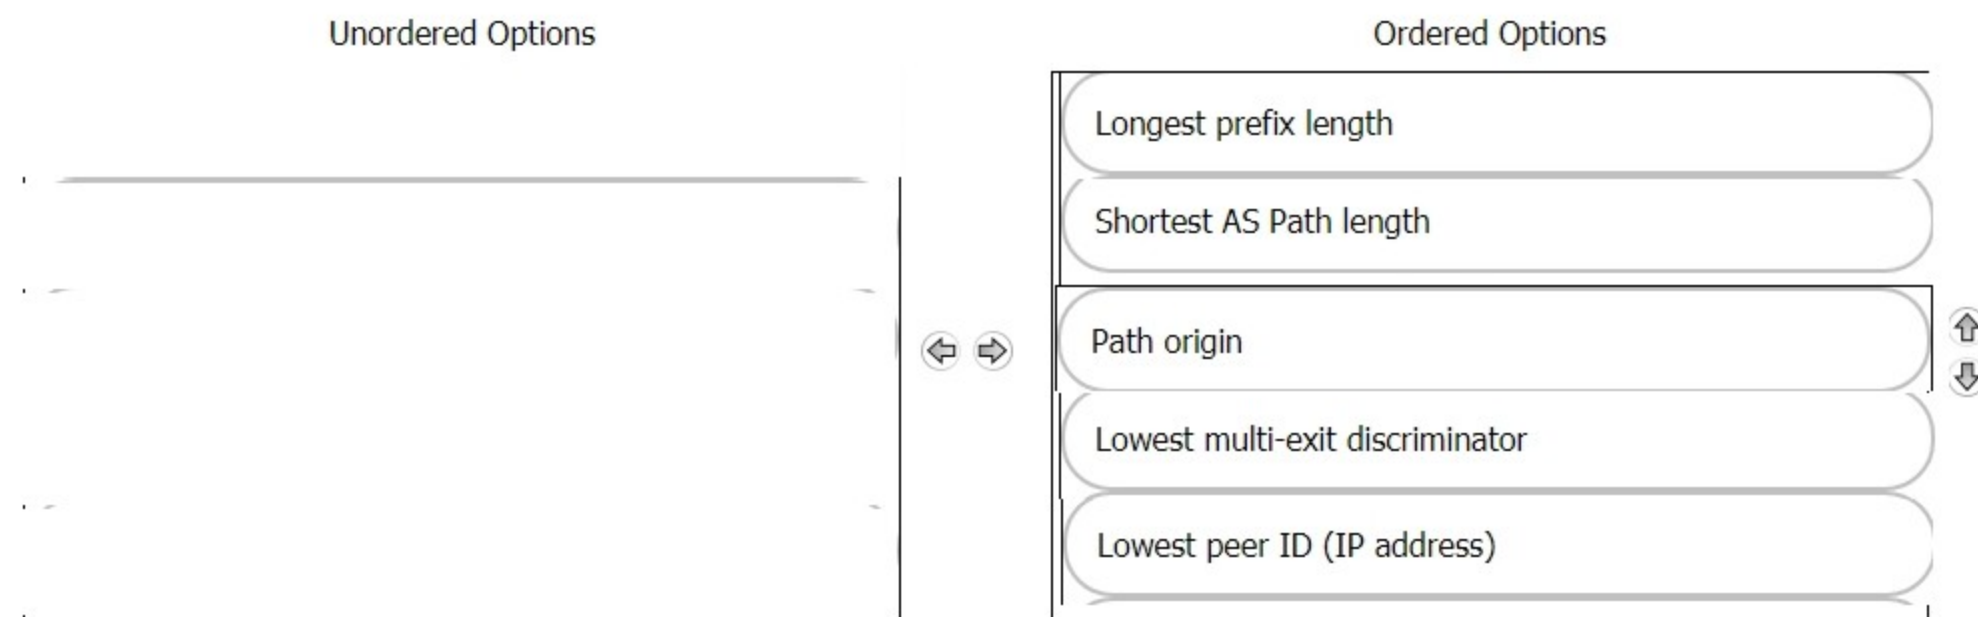 Unordered Options
Ordered Options
Longest prefix length
Shortest AS Path length
Path origin
Lowest multi-exit discriminator
Lowest peer ID (IP address)